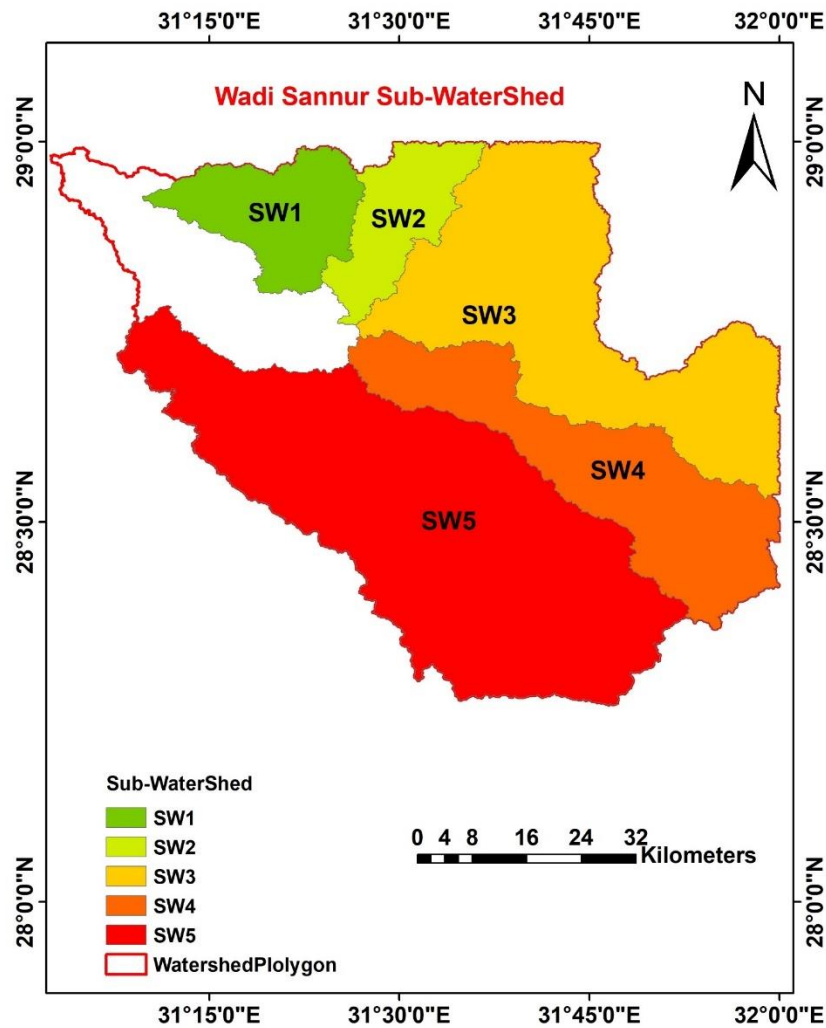 31°15'0"E 31°30'0"E 31°45'0"E 32°0'0"E
Wadi Sannur Sub-WaterShed
N
29°0'0"N 29°0'0"N
SW1
SW2
SW3
SW4
SW5
28°30'0"N 28°30'0"N
Sub-WaterShed
SW1
SW2
SW3
SW4
SW5
WatershedPlolygon
0 4 8 16 24 32
Kilometers
28°0'0"N 28°0'0"N
31°15'0"E 31°30'0"E 31°45'0"E 32°0'0"E